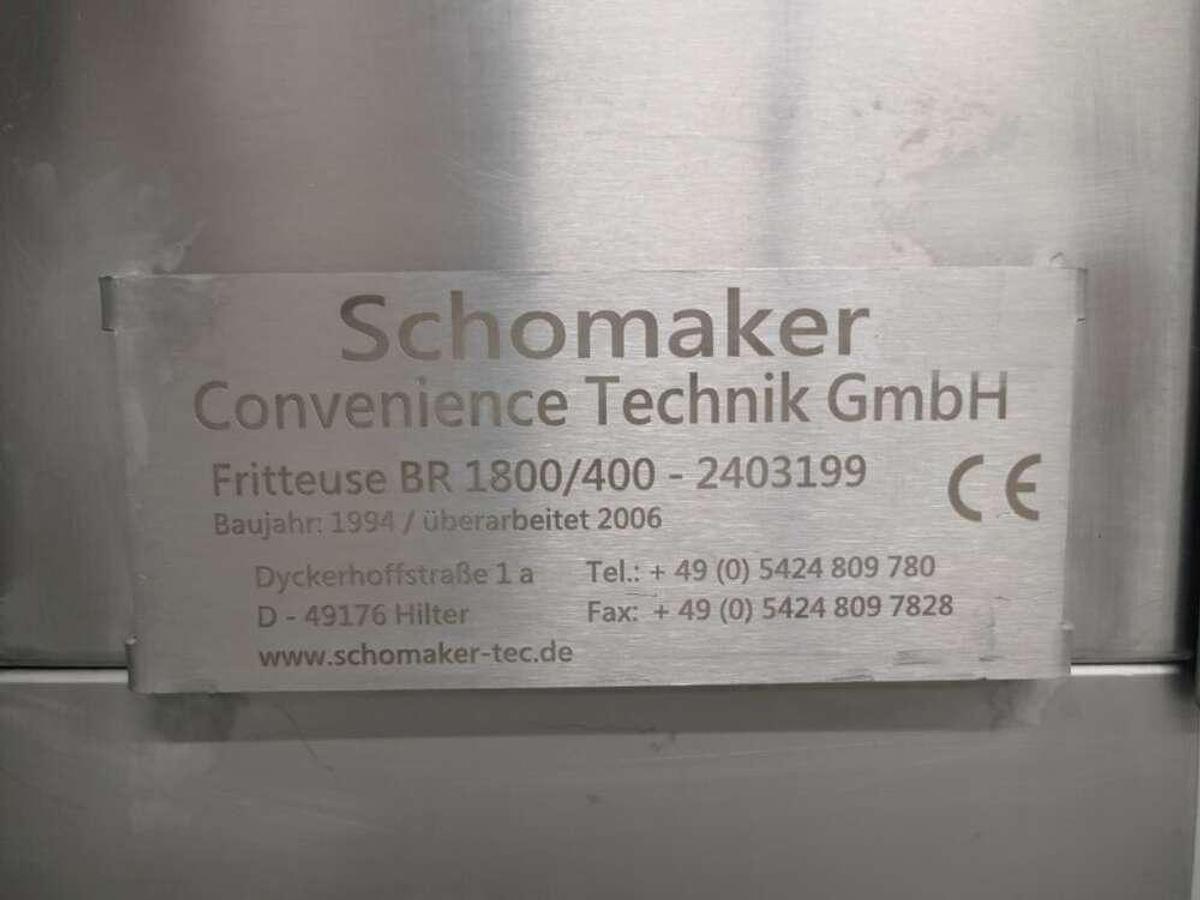 Schomaker
Convenience Technik GmbH
Fritteuse BR 1800/400 - 2403199
CE
Baujahr: 1994 / überarbeitet 2006
Dyckerhoffstraße 1 a
Tel.: + 49 (0) 5424 809 780
D - 49176 Hilter
Fax: + 49 (0) 5424 809 7828
www.schomaker-tec.de